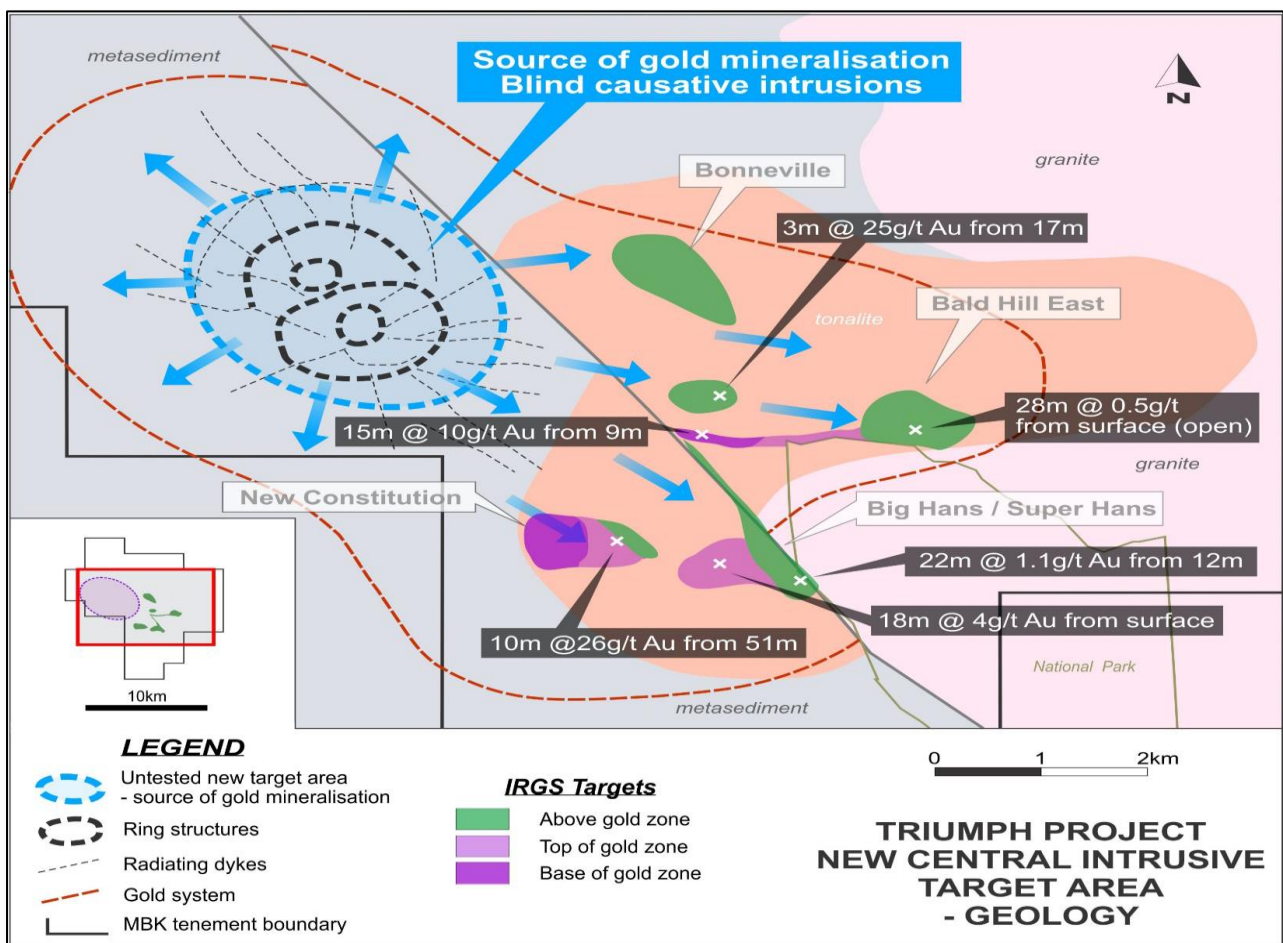 metasediment
Source of gold mineralisation
Blind causative intrusions
N
granite
Bonneville
3m @ 25g/t Au from 17m
Bald Hill East
tonalite
28m @ 0.5g/t
from surface (open)
15m @ 10g/t Au from 9m
granite
New Constitution
Big Hans / Super Hans
22m @ 1.1g/t Au from 12m
18m @ 4g/t Au from surface
10m @26g/t Au from 51m
National Park
10km
metasediment
LEGEND
Untested new target area
- source of gold mineralisation
Ring structures
Radiating dykes
Gold system
MBK tenement boundary
IRGS Targets
Above gold zone
Top of gold zone
Base of gold zone
0 1 2km
TRIUMPH PROJECT
NEW CENTRAL INTRUSIVE
TARGET AREA
- GEOLOGY